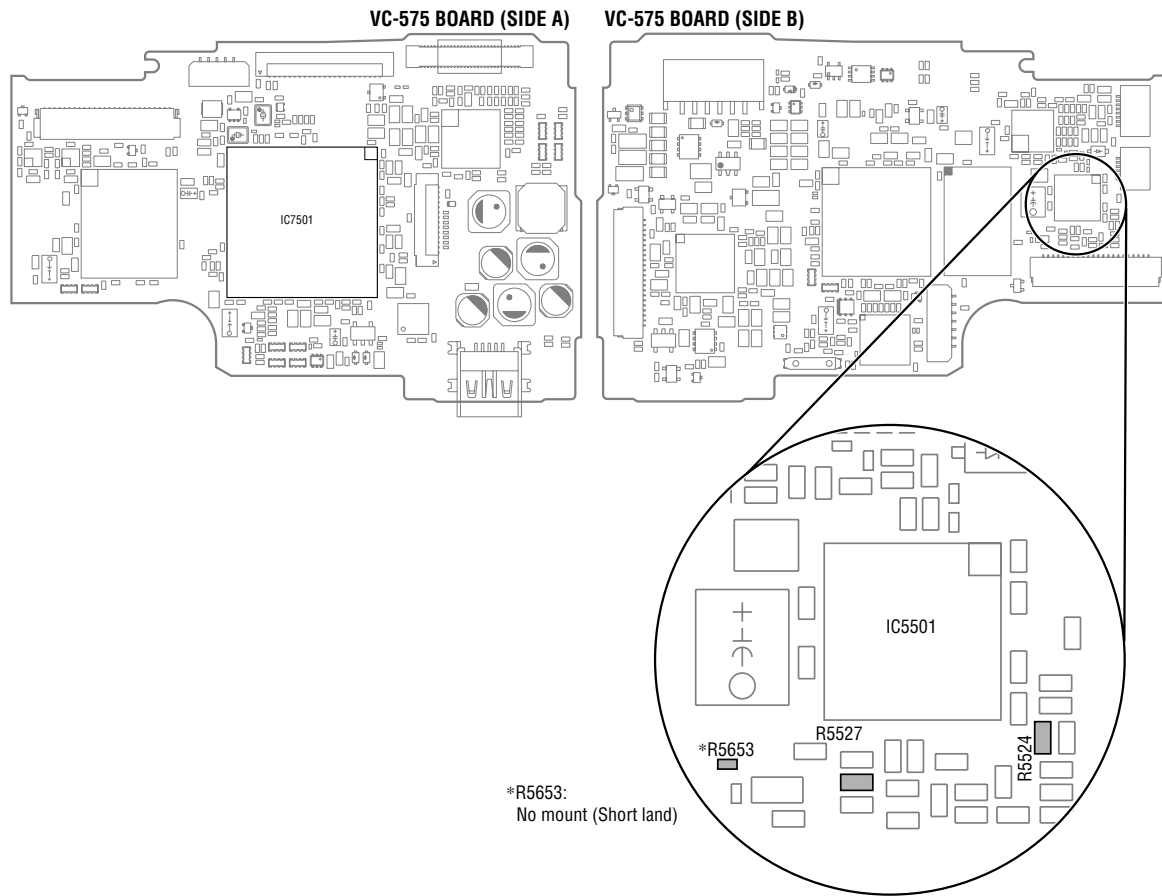 VC-575 BOARD (SIDE A)
VC-575 BOARD (SIDE B)
IC7501
IC5501
R5527
*R5653
R5524
*R5653:
No mount (Short land)